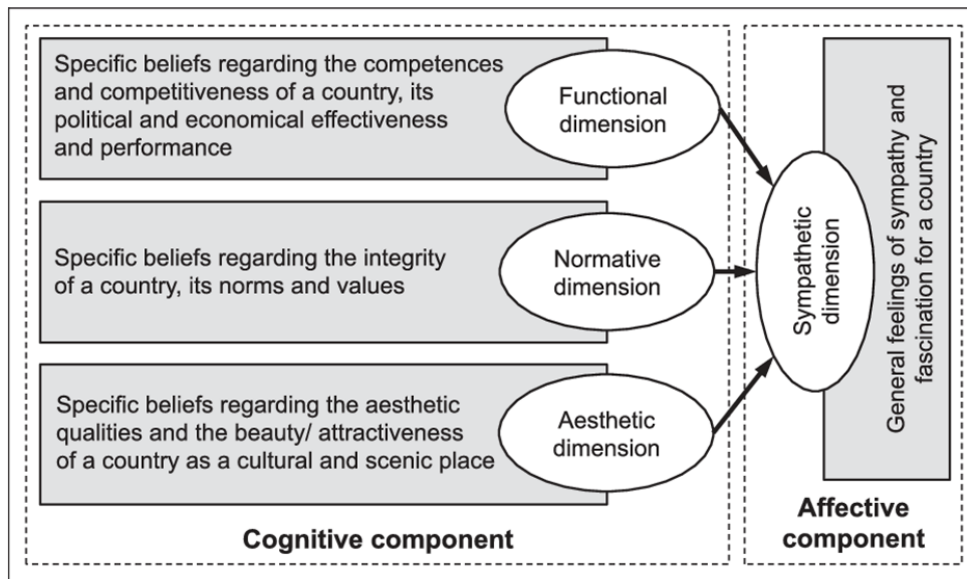 Specific beliefs regarding the competences
and competitiveness of a country, its
political and economical effectiveness
and performance
Functional
dimension
Specific beliefs regarding the integrity
of a country, its norms and values
Normative
dimension
Specific beliefs regarding the aesthetic
qualities and the beauty/ attractiveness
of a country as a cultural and scenic place
Aesthetic
dimension
Cognitive component
Sympathetic
dimension
General feelings of sympathy and
fascination for a country
Affective
component